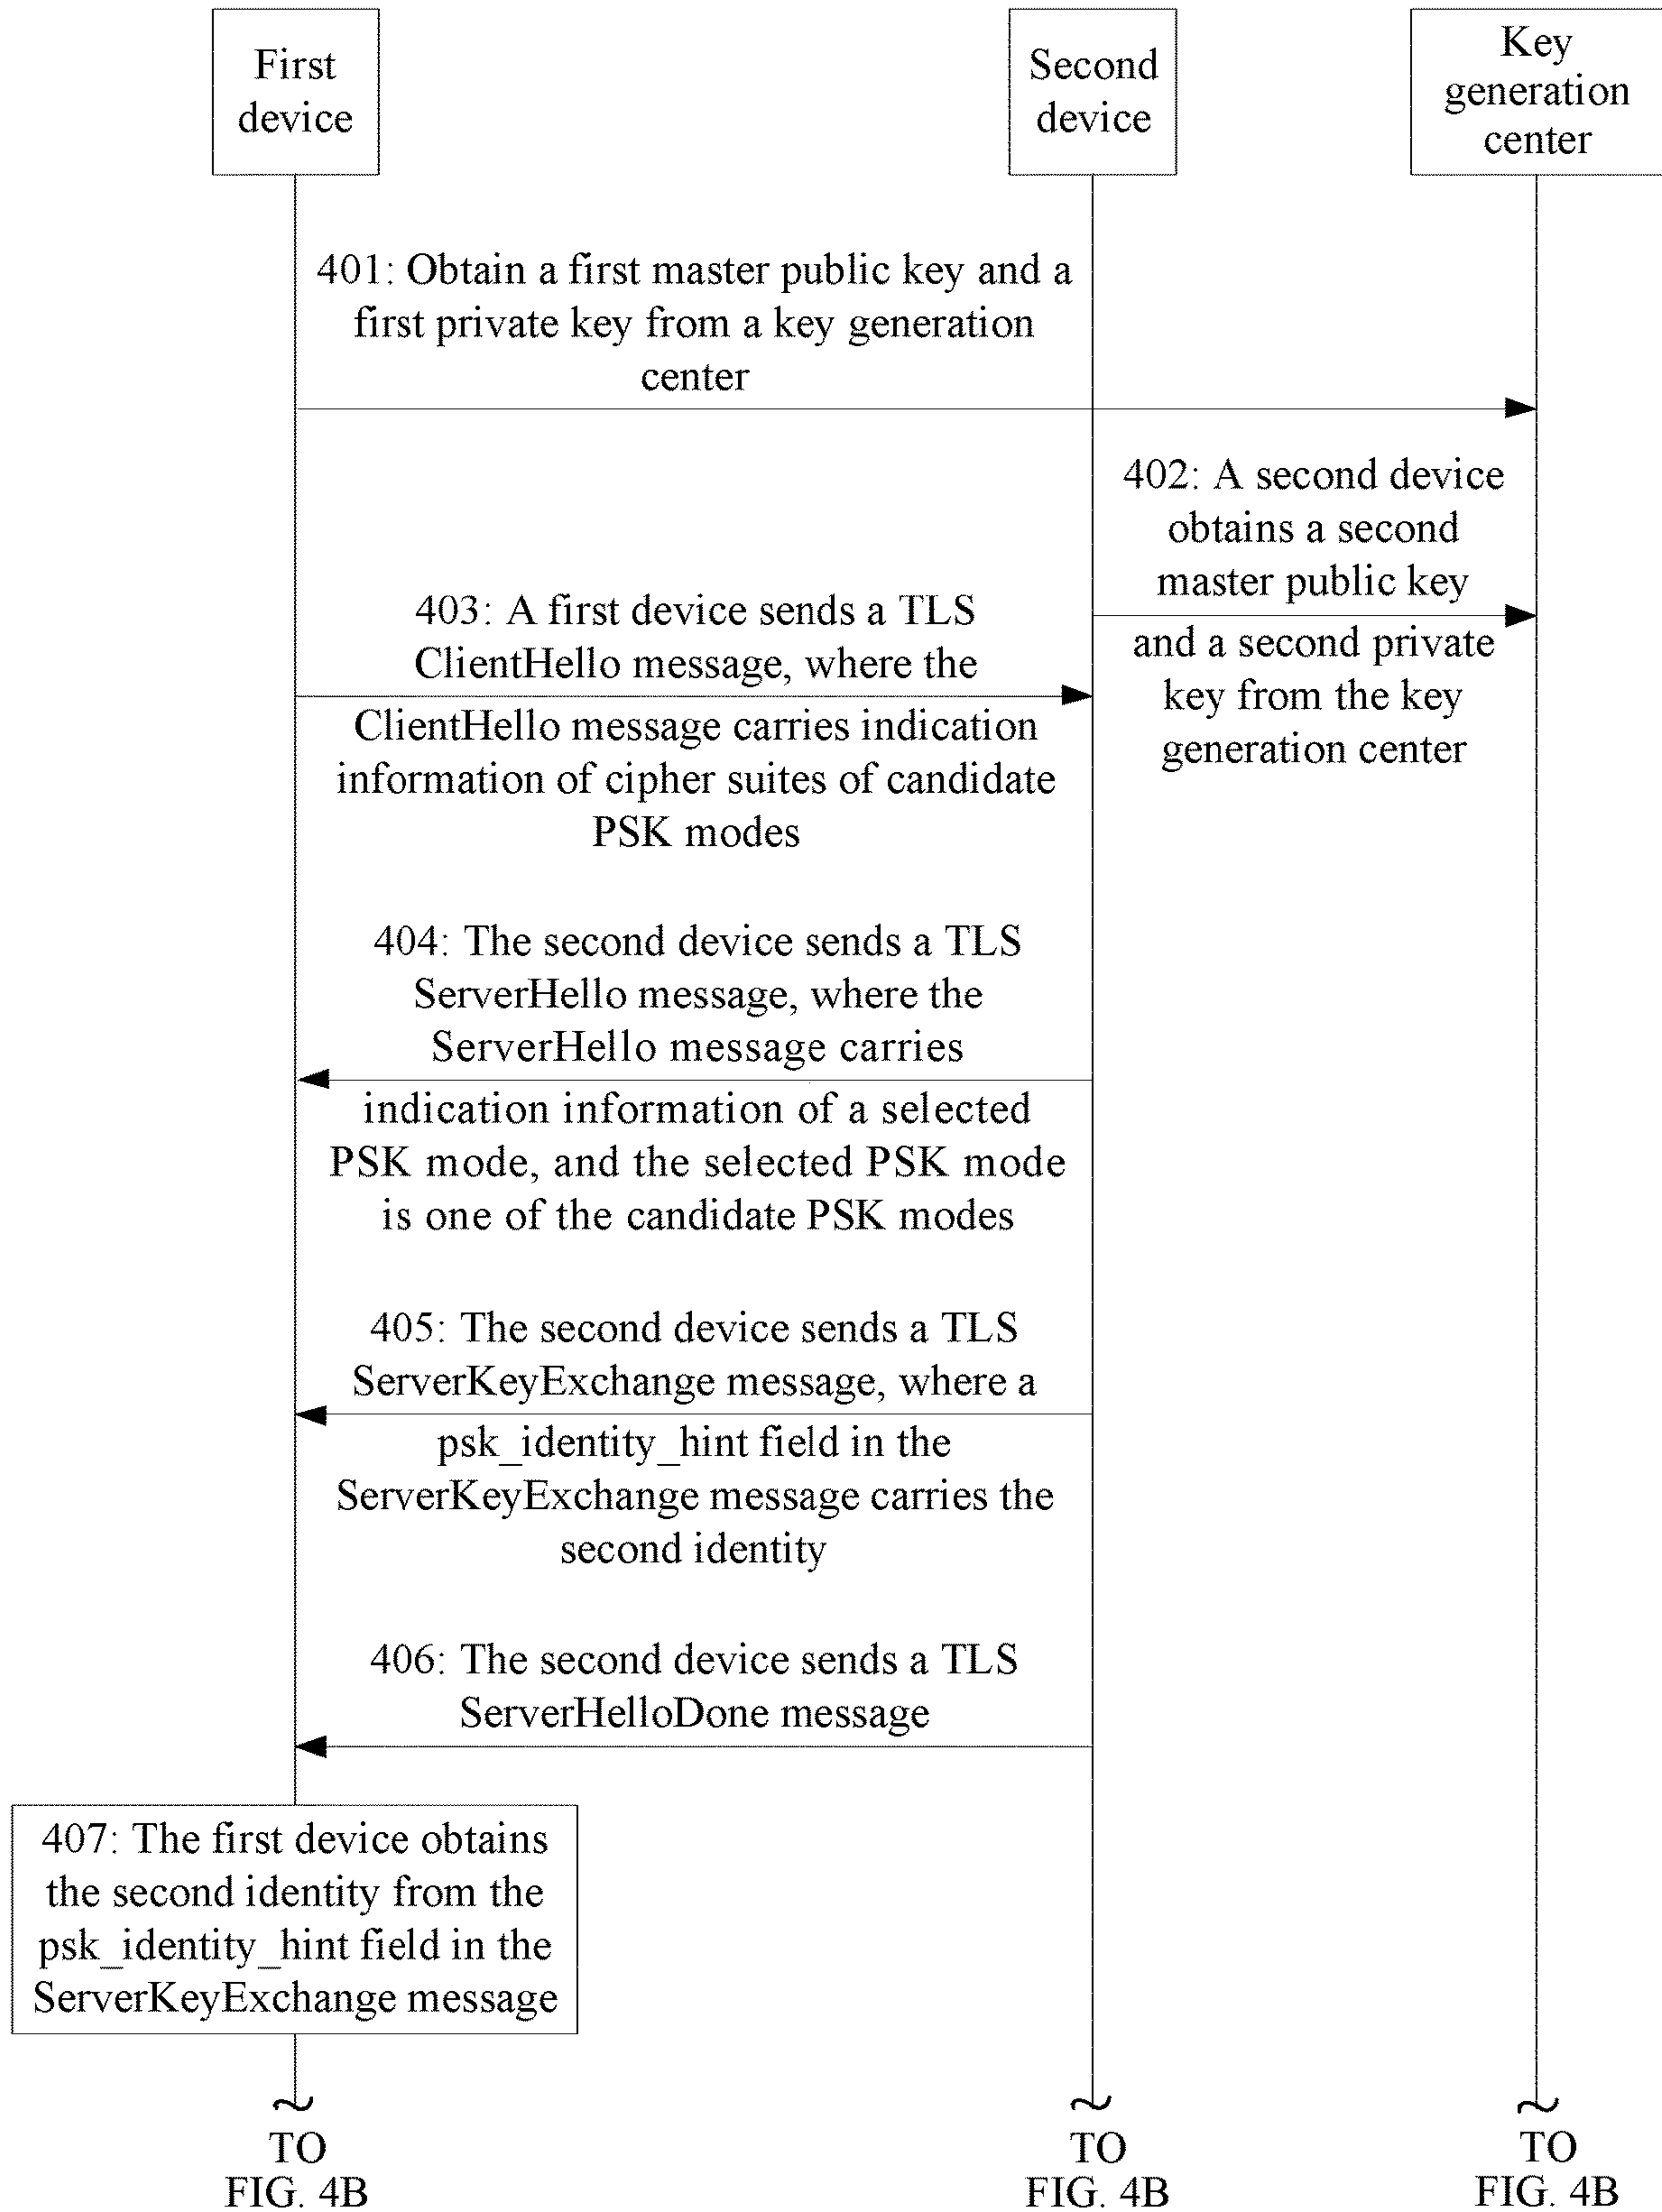 First
device
Second
device
Key
generation
center
401: Obtain a first master public key and a
first private key from a key generation
center
402: A second device
obtains a second
master public key
and a second private
key from the key
generation center
403: A first device sends a TLS
ClientHello message, where the
ClientHello message carries indication
information of cipher suites of candidate
PSK modes
404: The second device sends a TLS
ServerHello message, where the
ServerHello message carries
indication information of a selected
PSK mode, and the selected PSK mode
is one of the candidate PSK modes
405: The second device sends a TLS
ServerKeyExchange message, where a
psk_identity_hint field in the
ServerKeyExchange message carries the
second identity
406: The second device sends a TLS
ServerHelloDone message
407: The first device obtains
the second identity from the
psk_identity_hint field in the
ServerKeyExchange message
TO
FIG. 4B
TO
FIG. 4B
TO
FIG. 4B